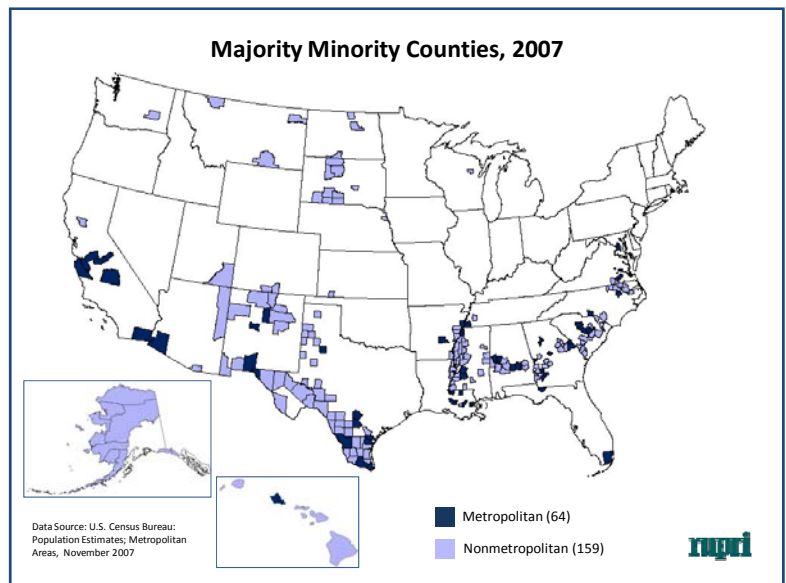 Majority Minority Counties, 2007
Metropolitan (64)
Nonmetropolitan (159)
Data Source: U.S. Census Bureau:
Population Estimates; Metropolitan
Areas, November 2007
rupri